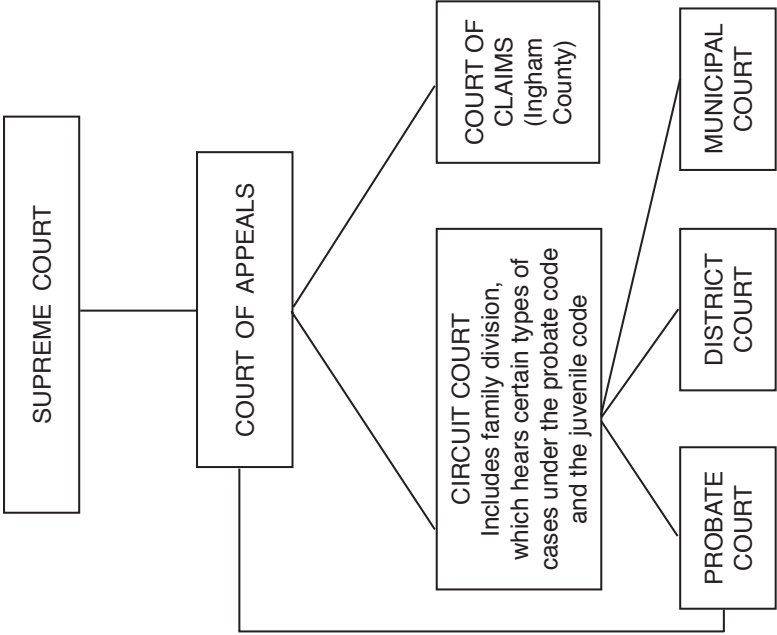 SUPREME COURT
COURT OF APPEALS
CIRCUIT COURT
Includes family division,
which hears certain types of
cases under the probate code
and the juvenile code
COURT OF
CLAIMS
(Ingham
County)
PROBATE
COURT
DISTRICT
COURT
MUNICIPAL
COURT